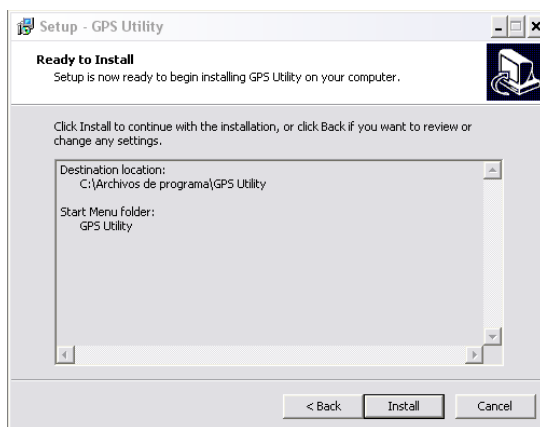 Setup - GPS Utility
Ready to Install
Setup is now ready to begin installing GPS Utility on your computer.
Click Install to continue with the installation, or click Back if you want to review or
change any settings.
Destination location:
C:\Archivos de programa\GPS Utility
Start Menu folder:
GPS Utility
< Back
Install
Cancel